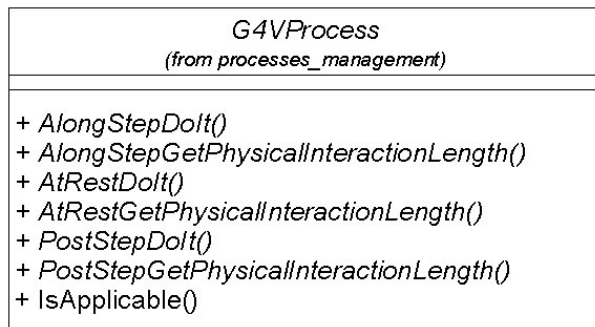 G4VProcess
(from processes_management)
+ AlongStepDoIt()
+ AlongStepGetPhysicalInteractionLength()
+ AtRestDoIt()
+ AtRestGetPhysicalInteractionLength()
+ PostStepDoIt()
+ PostStepGetPhysicalInteractionLength()
+ IsApplicable()